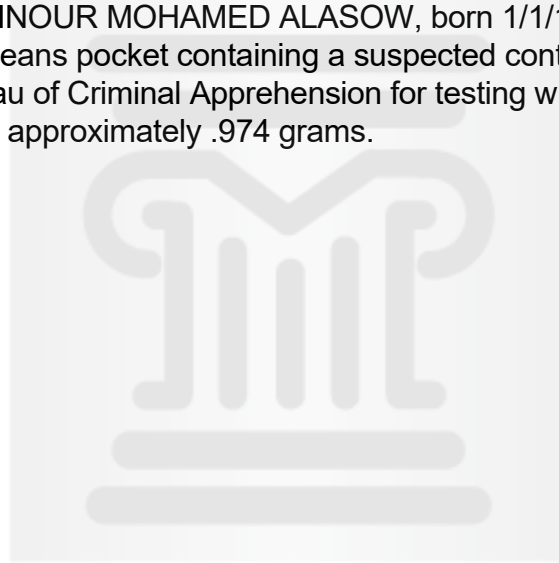 INOUR MOHAMED ALASOW, born 1/1/1
eans pocket containing a suspected cont
au of Criminal Apprehension for testing w
approximately .974 grams.